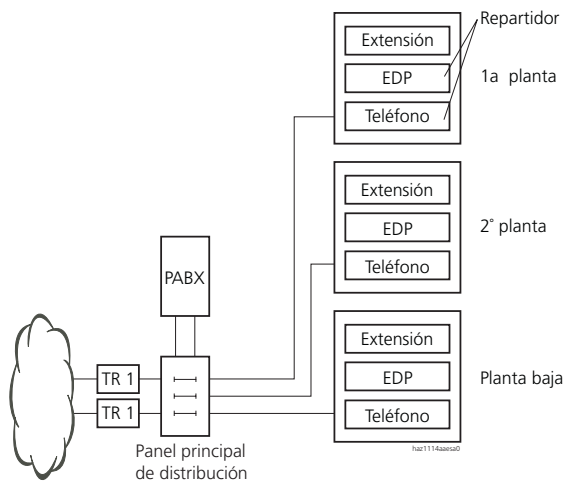 Repartidor
Extensión
EDP
Teléfono
1a planta
Extensión
EDP
Teléfono
2° planta
PABX
Extensión
EDP
Teléfono
Planta baja
TR 1
TR 1
Panel principal
de distribución
haz1114aaesa0